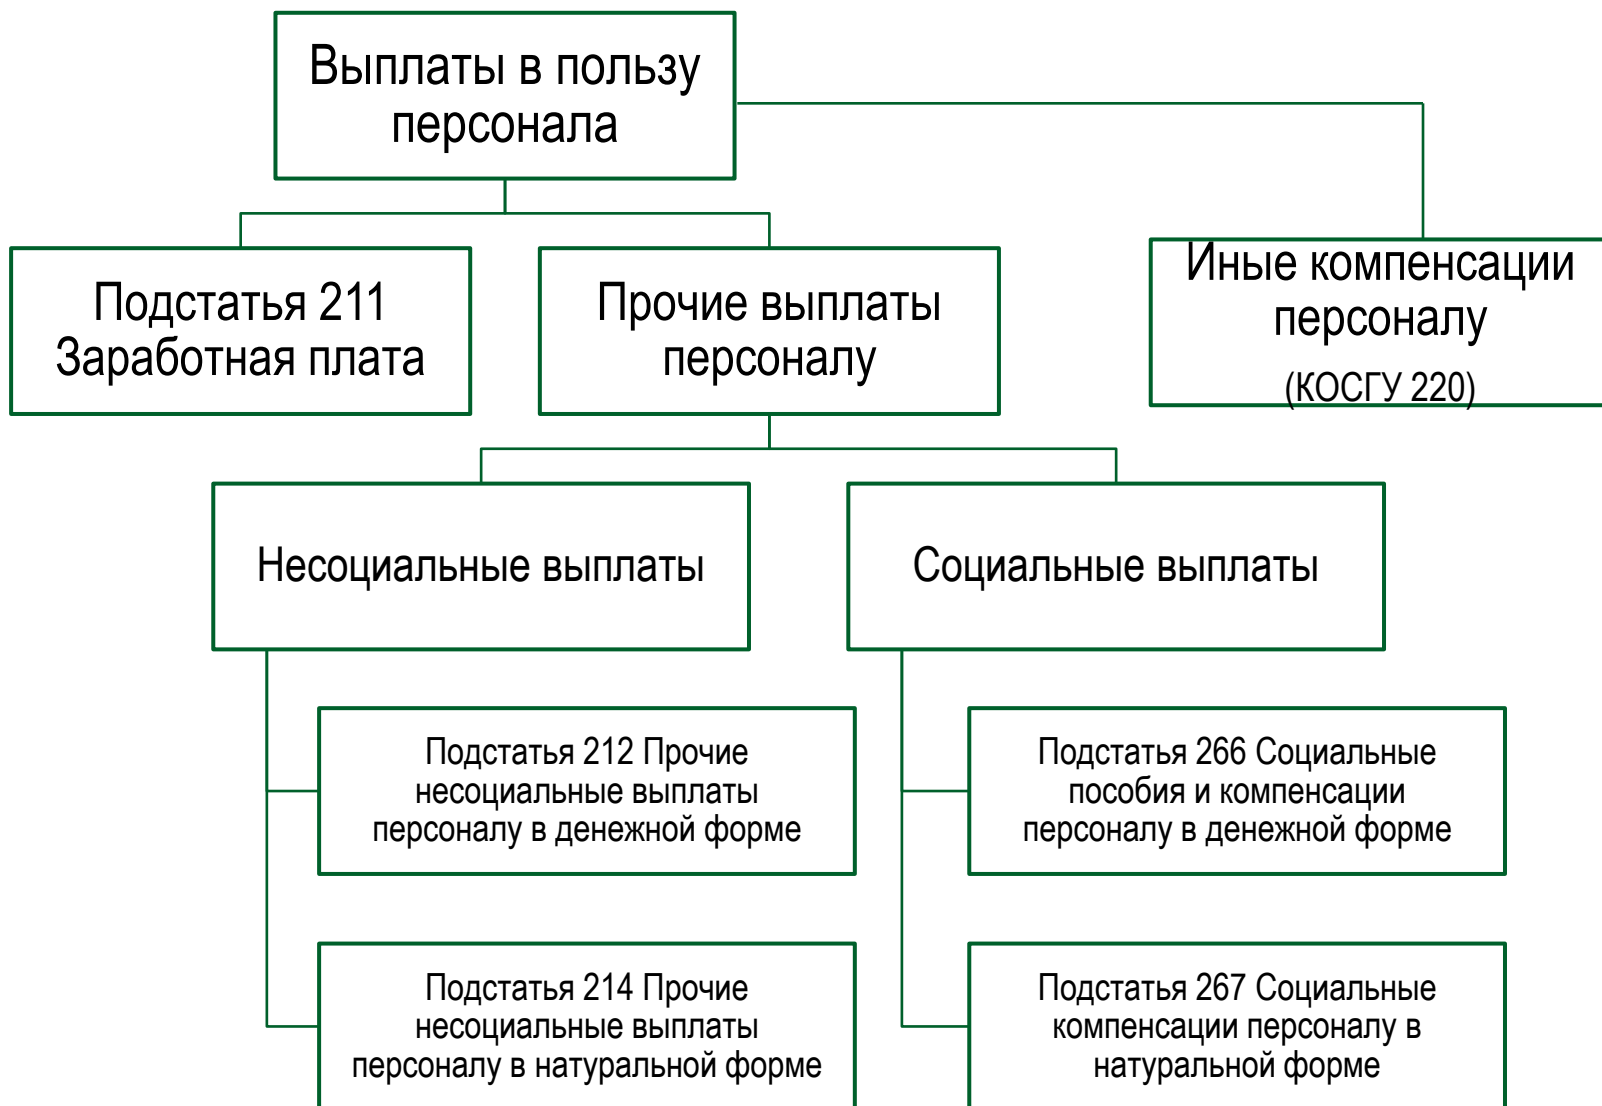 Выплаты в пользу
персонала
Подстатья 211
Заработная плата
Прочие выплаты
персоналу
Иные компенсации
персоналу
(КОСГУ 220)
Несоциальные выплаты
Социальные выплаты
Подстатья 212 Прочие
несоциальные выплаты
персоналу в денежной форме
Подстатья 266 Социальные
пособия и компенсации
персоналу в денежной форме
Подстатья 214 Прочие
несоциальные выплаты
персоналу в натуральной форме
Подстатья 267 Социальные
компенсации персоналу в
натуральной форме